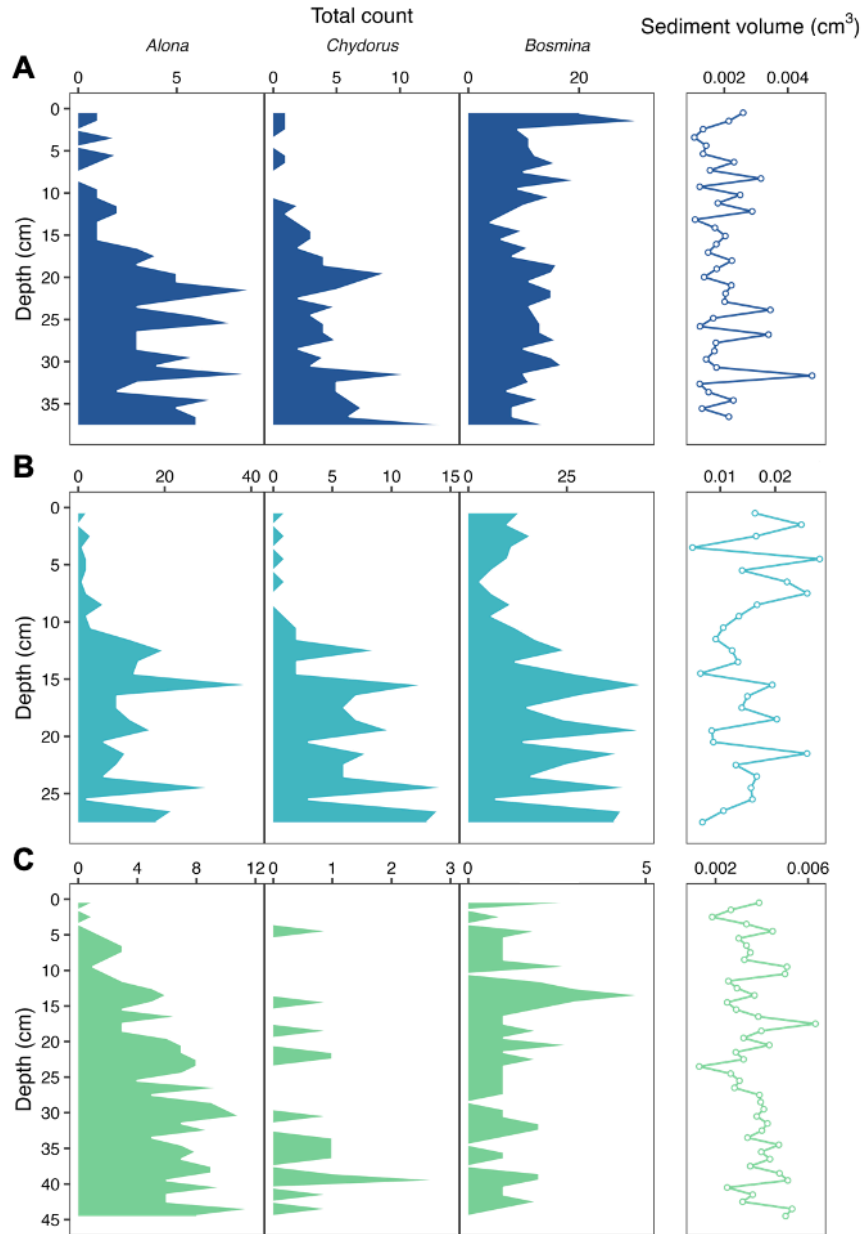 Total count
Sediment volume (cm3)
Alona Chydorus Bosmina
A
0 5 0 5 10 0 20 0.002 0.004
0
5
10
15
20
25
30
35
Depth (cm)
B
0 20 40 0 5 10 15 0 25 0.01 0.02
0
5
10
15
20
25
Depth (cm)
C
0 4 8 12 0 1 2 3 0 5 0.002 0.006
0
5
10
15
20
25
30
35
40
45
Depth (cm)